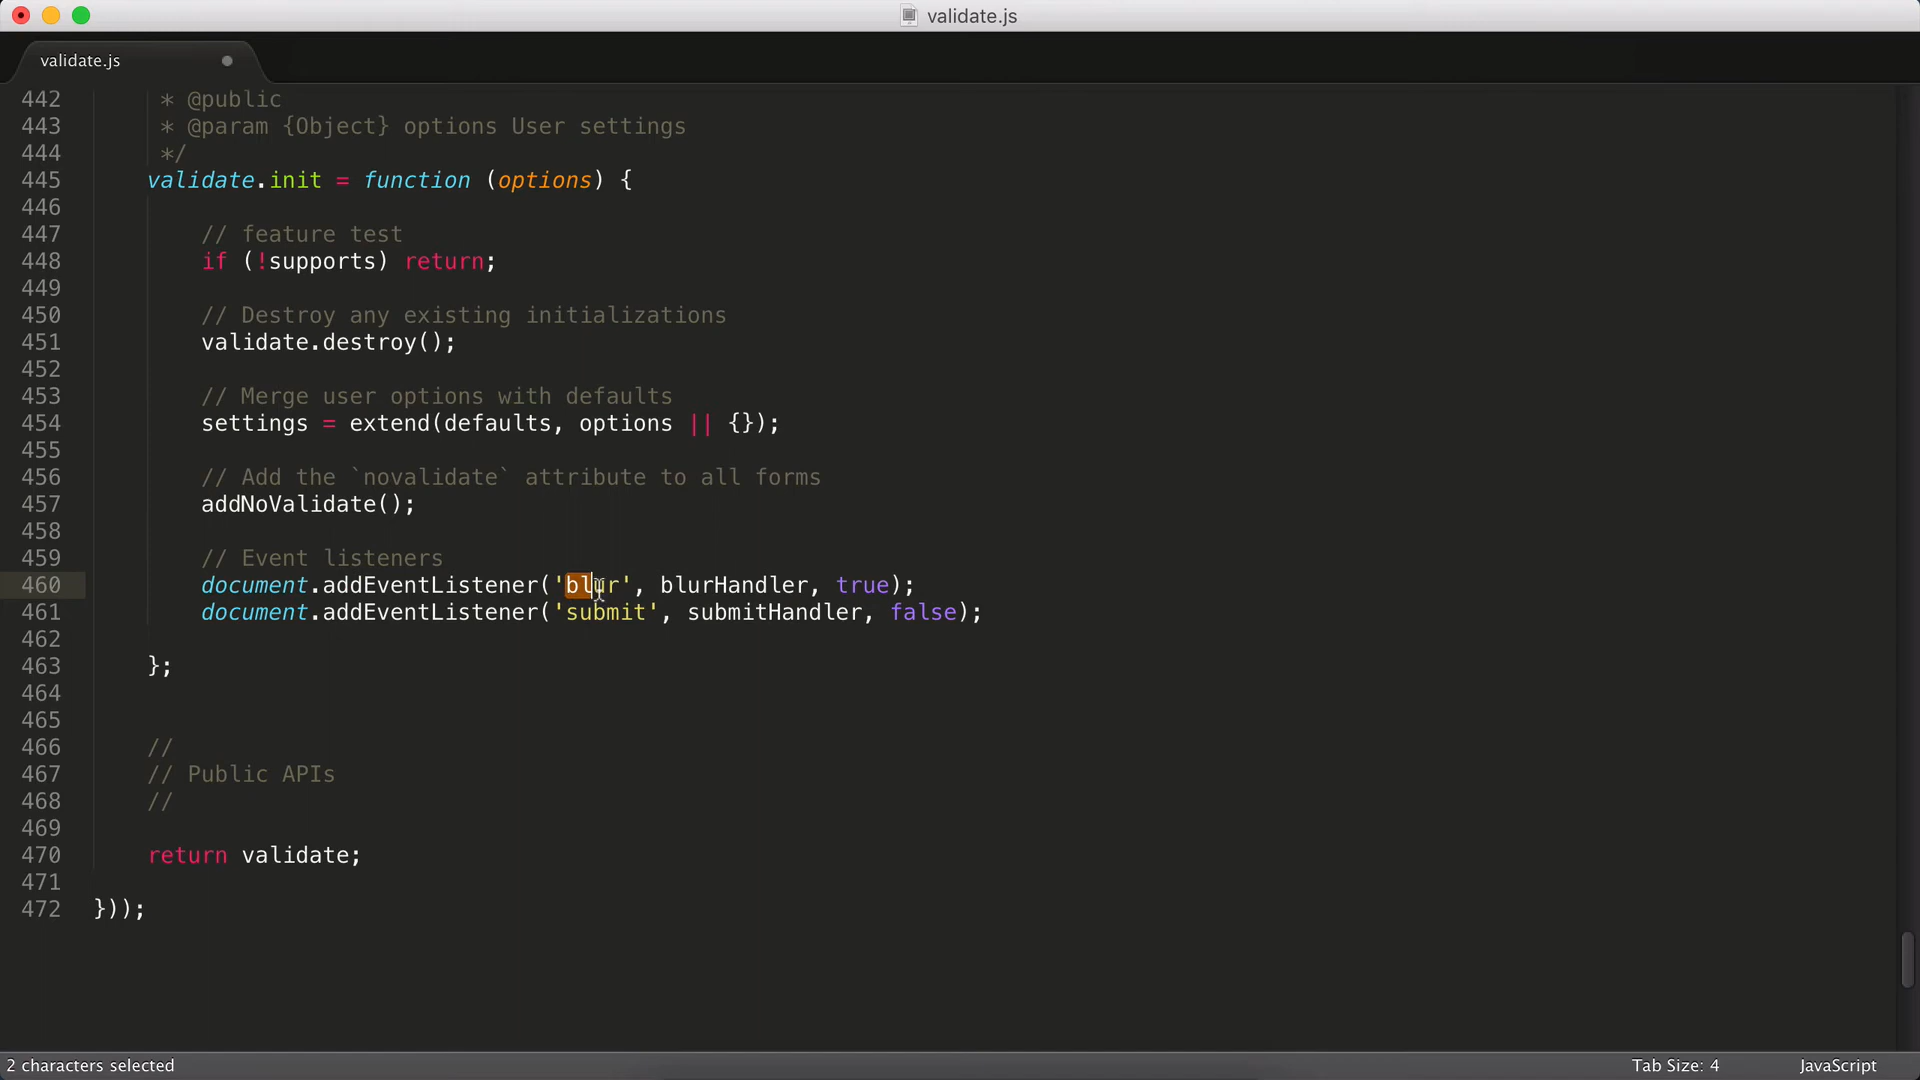 validate.js
validate.js
442 * @public
443 * @param {Object} options User settings
444 */
445 validate.init = function (options) {
446
447 // feature test
448 if (!supports) return;
449
450 // Destroy any existing initializations
451 validate.destroy();
452
453 // Merge user options with defaults
454 settings = extend(defaults, options || {});
455
456 // Add the `novalidate` attribute to all forms
457 addNoValidate();
458
459 // Event listeners
460 document.addEventListener('blur', blurHandler, true);
461 document.addEventListener('submit', submitHandler, false);
462
463 };
464
465
466 //
467 // Public APIs
468 //
469
470 return validate;
471
472 }));
2 characters selected Tab Size: 4 JavaScript